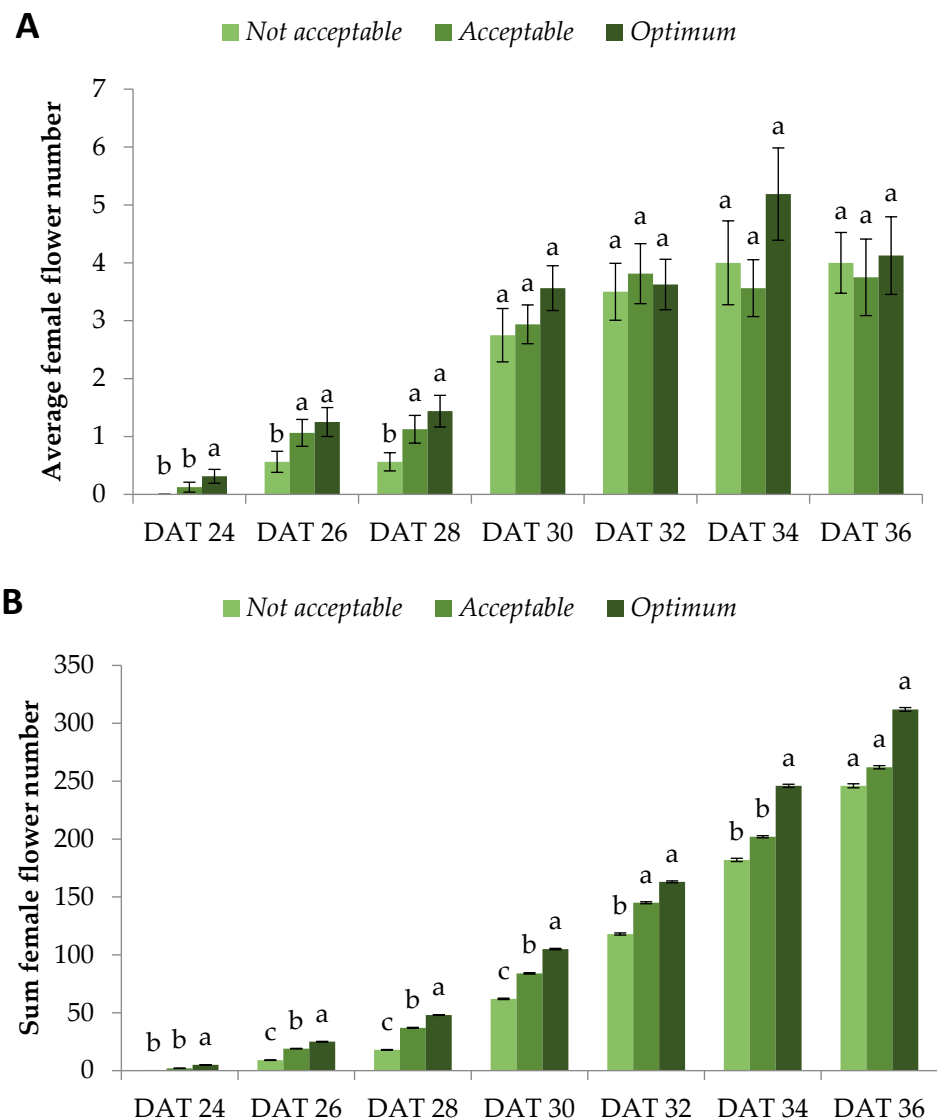 A
Not acceptable Acceptable Optimum
Average female flower number
7
6
5
4
3
2
1
0
b b a
b a a
b a a
a a a
a a a
a a a
a a a
DAT 24 DAT 26 DAT 28 DAT 30 DAT 32 DAT 34 DAT 36
B
Not acceptable Acceptable Optimum
Sum female flower number
350
300
250
200
150
100
50
0
b b a
c b a
c b a
c b a
b a a
b b a
a a a
DAT 24 DAT 26 DAT 28 DAT 30 DAT 32 DAT 34 DAT 36